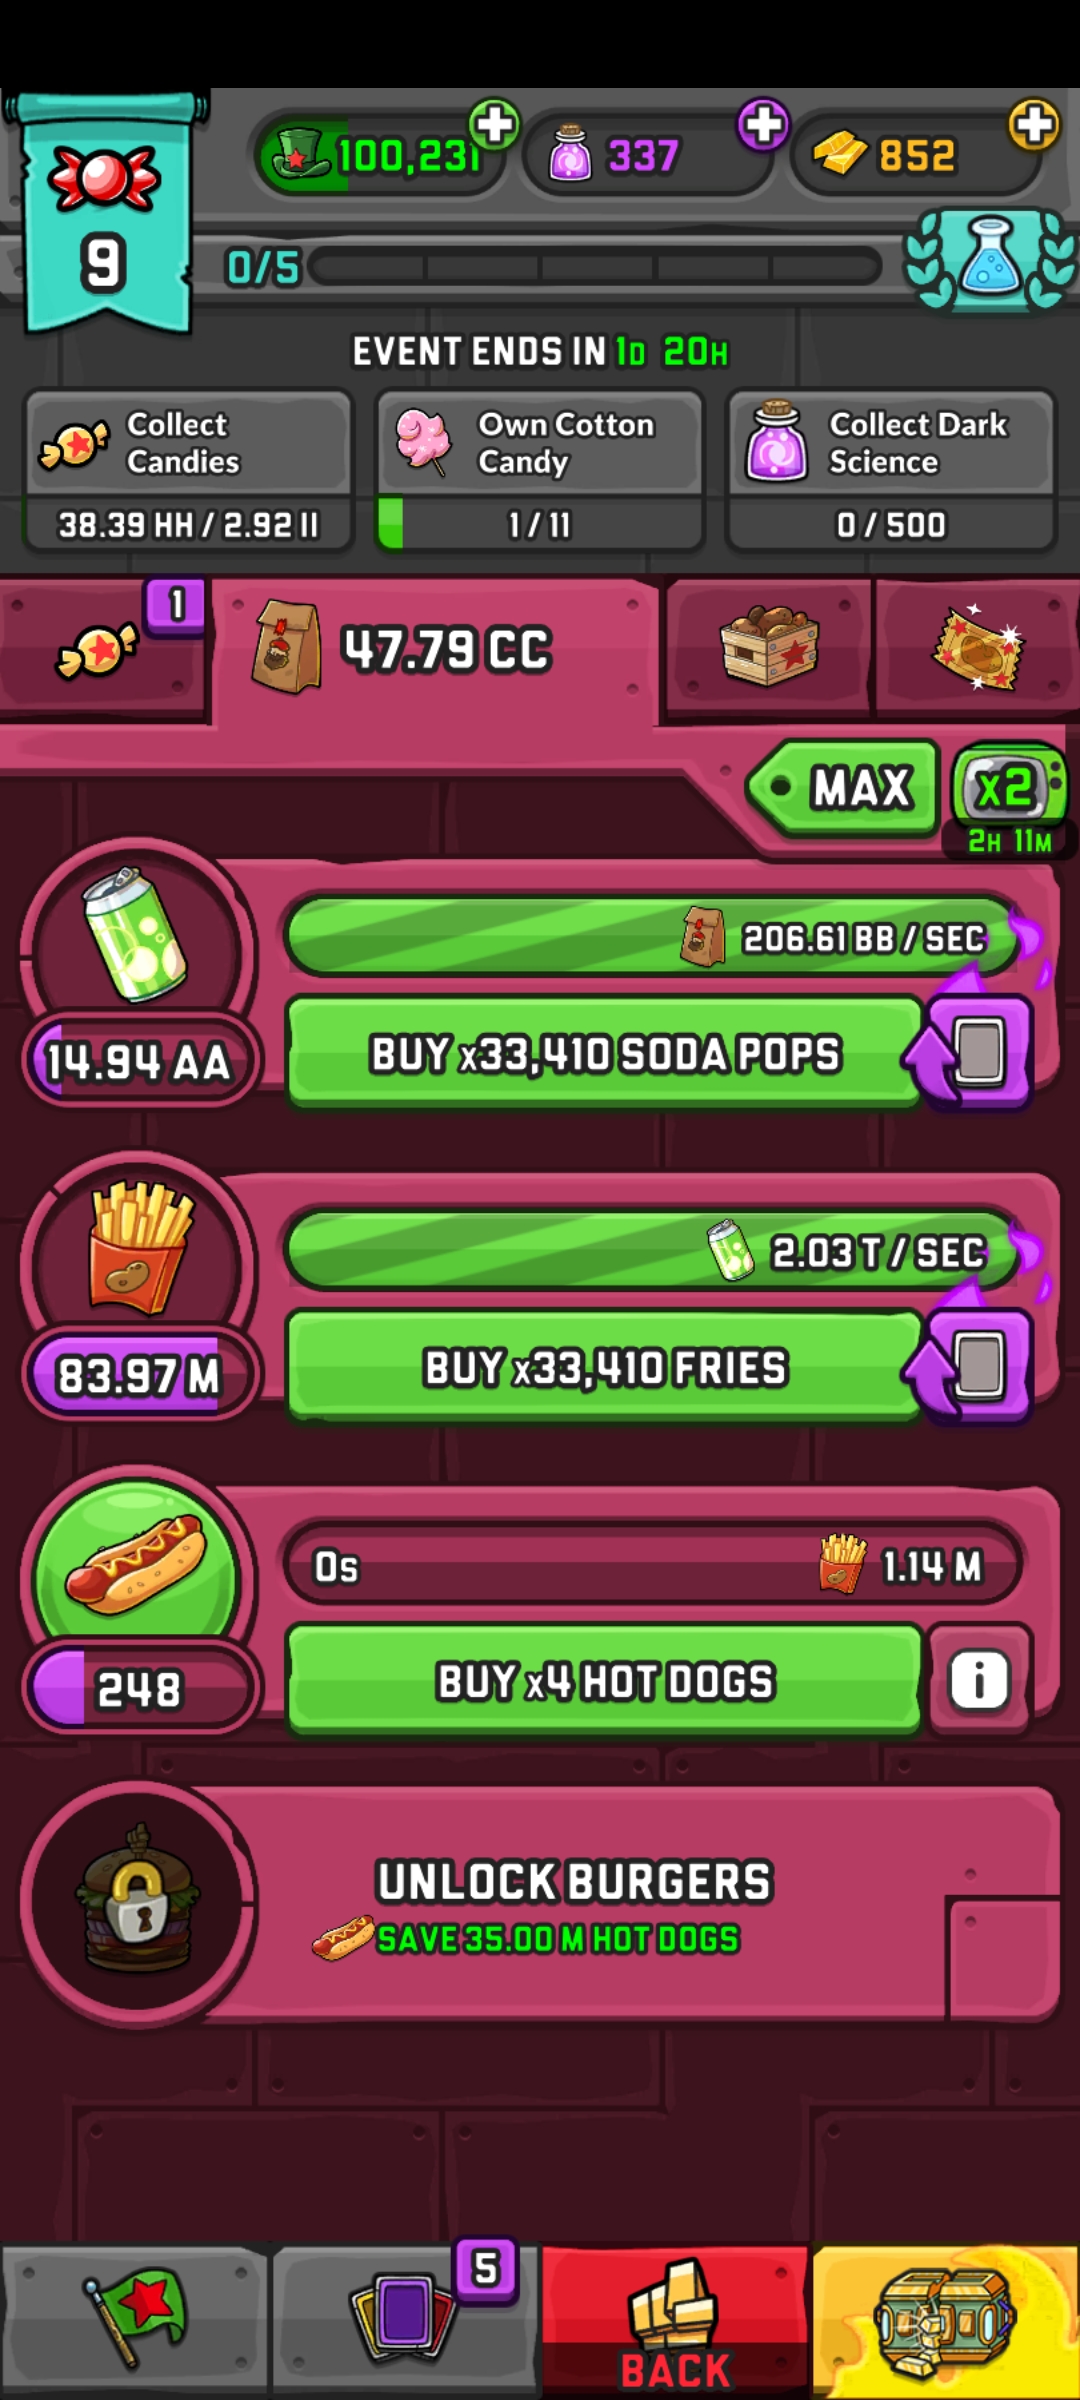 100,231
337
852
9
0/5
EVENT ENDS IN 1D 20H
Collect Candies
38.39 HH / 2.92 II
Own Cotton Candy
1 / 11
Collect Dark Science
0 / 500
1
47.79 CC
MAX
x2
2H 11M
206.61 BB / SEC
14.94 AA
BUY x33,410 SODA POPS
2.03 T / SEC
83.97 M
BUY x33,410 FRIES
0s
1.14 M
248
BUY x4 HOT DOGS
i
UNLOCK BURGERS
SAVE 35.00 M HOT DOGS
5
BACK